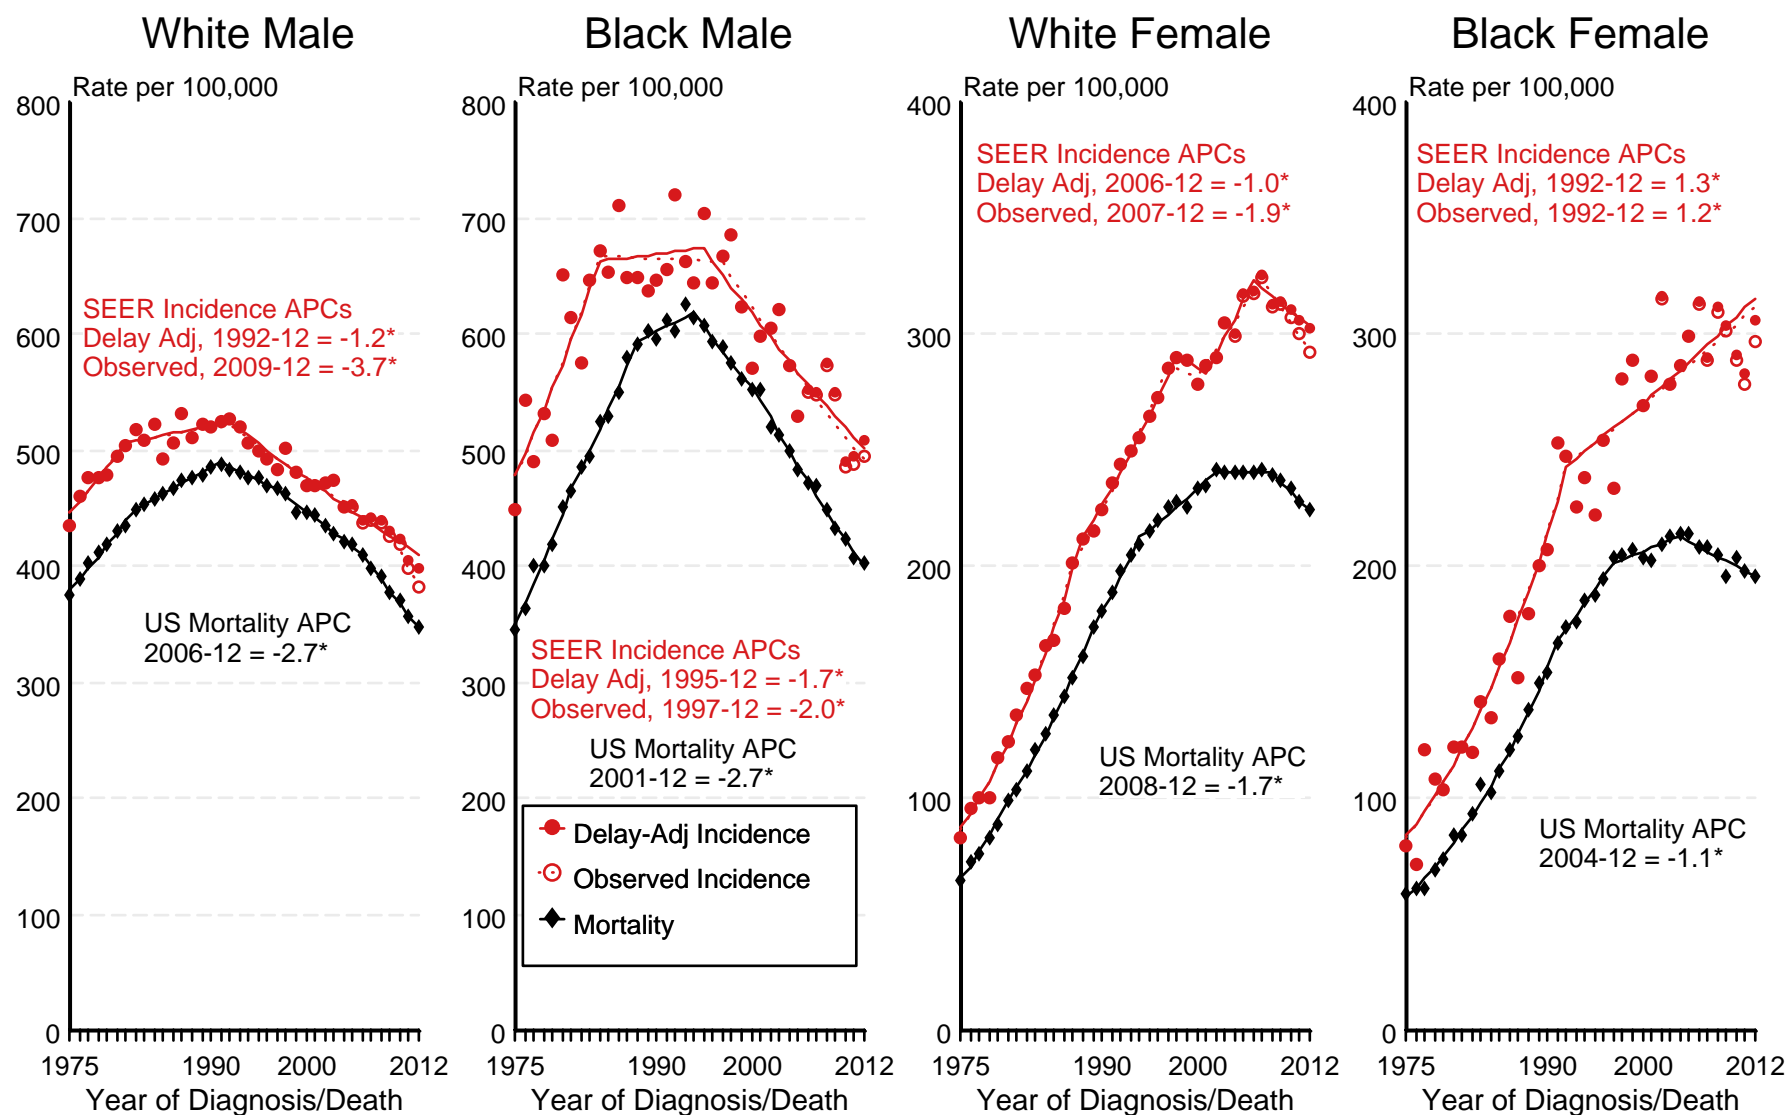 White Male
Rate per 100,000
800
700
600
500
400
300
200
100
0
SEER Incidence APCs
Delay Adj, 1992-12 = -1.2*
Observed, 2009-12 = -3.7*
US Mortality APC
2006-12 = -2.7*
1975 1990 2000 2012
Year of Diagnosis/Death
Black Male
Rate per 100,000
800
700
600
500
400
300
200
100
0
SEER Incidence APCs
Delay Adj, 1995-12 = -1.7*
Observed, 1997-12 = -2.0*
US Mortality APC
2001-12 = -2.7*
Delay-Adj Incidence
Observed Incidence
Mortality
1975 1990 2000 2012
Year of Diagnosis/Death
White Female
Rate per 100,000
400
300
200
100
0
SEER Incidence APCs
Delay Adj, 2006-12 = -1.0*
Observed, 2007-12 = -1.9*
US Mortality APC
2008-12 = -1.7*
1975 1990 2000 2012
Year of Diagnosis/Death
Black Female
Rate per 100,000
400
300
200
100
0
SEER Incidence APCs
Delay Adj, 1992-12 = 1.3*
Observed, 1992-12 = 1.2*
US Mortality APC
2004-12 = -1.1*
1975 1990 2000 2012
Year of Diagnosis/Death